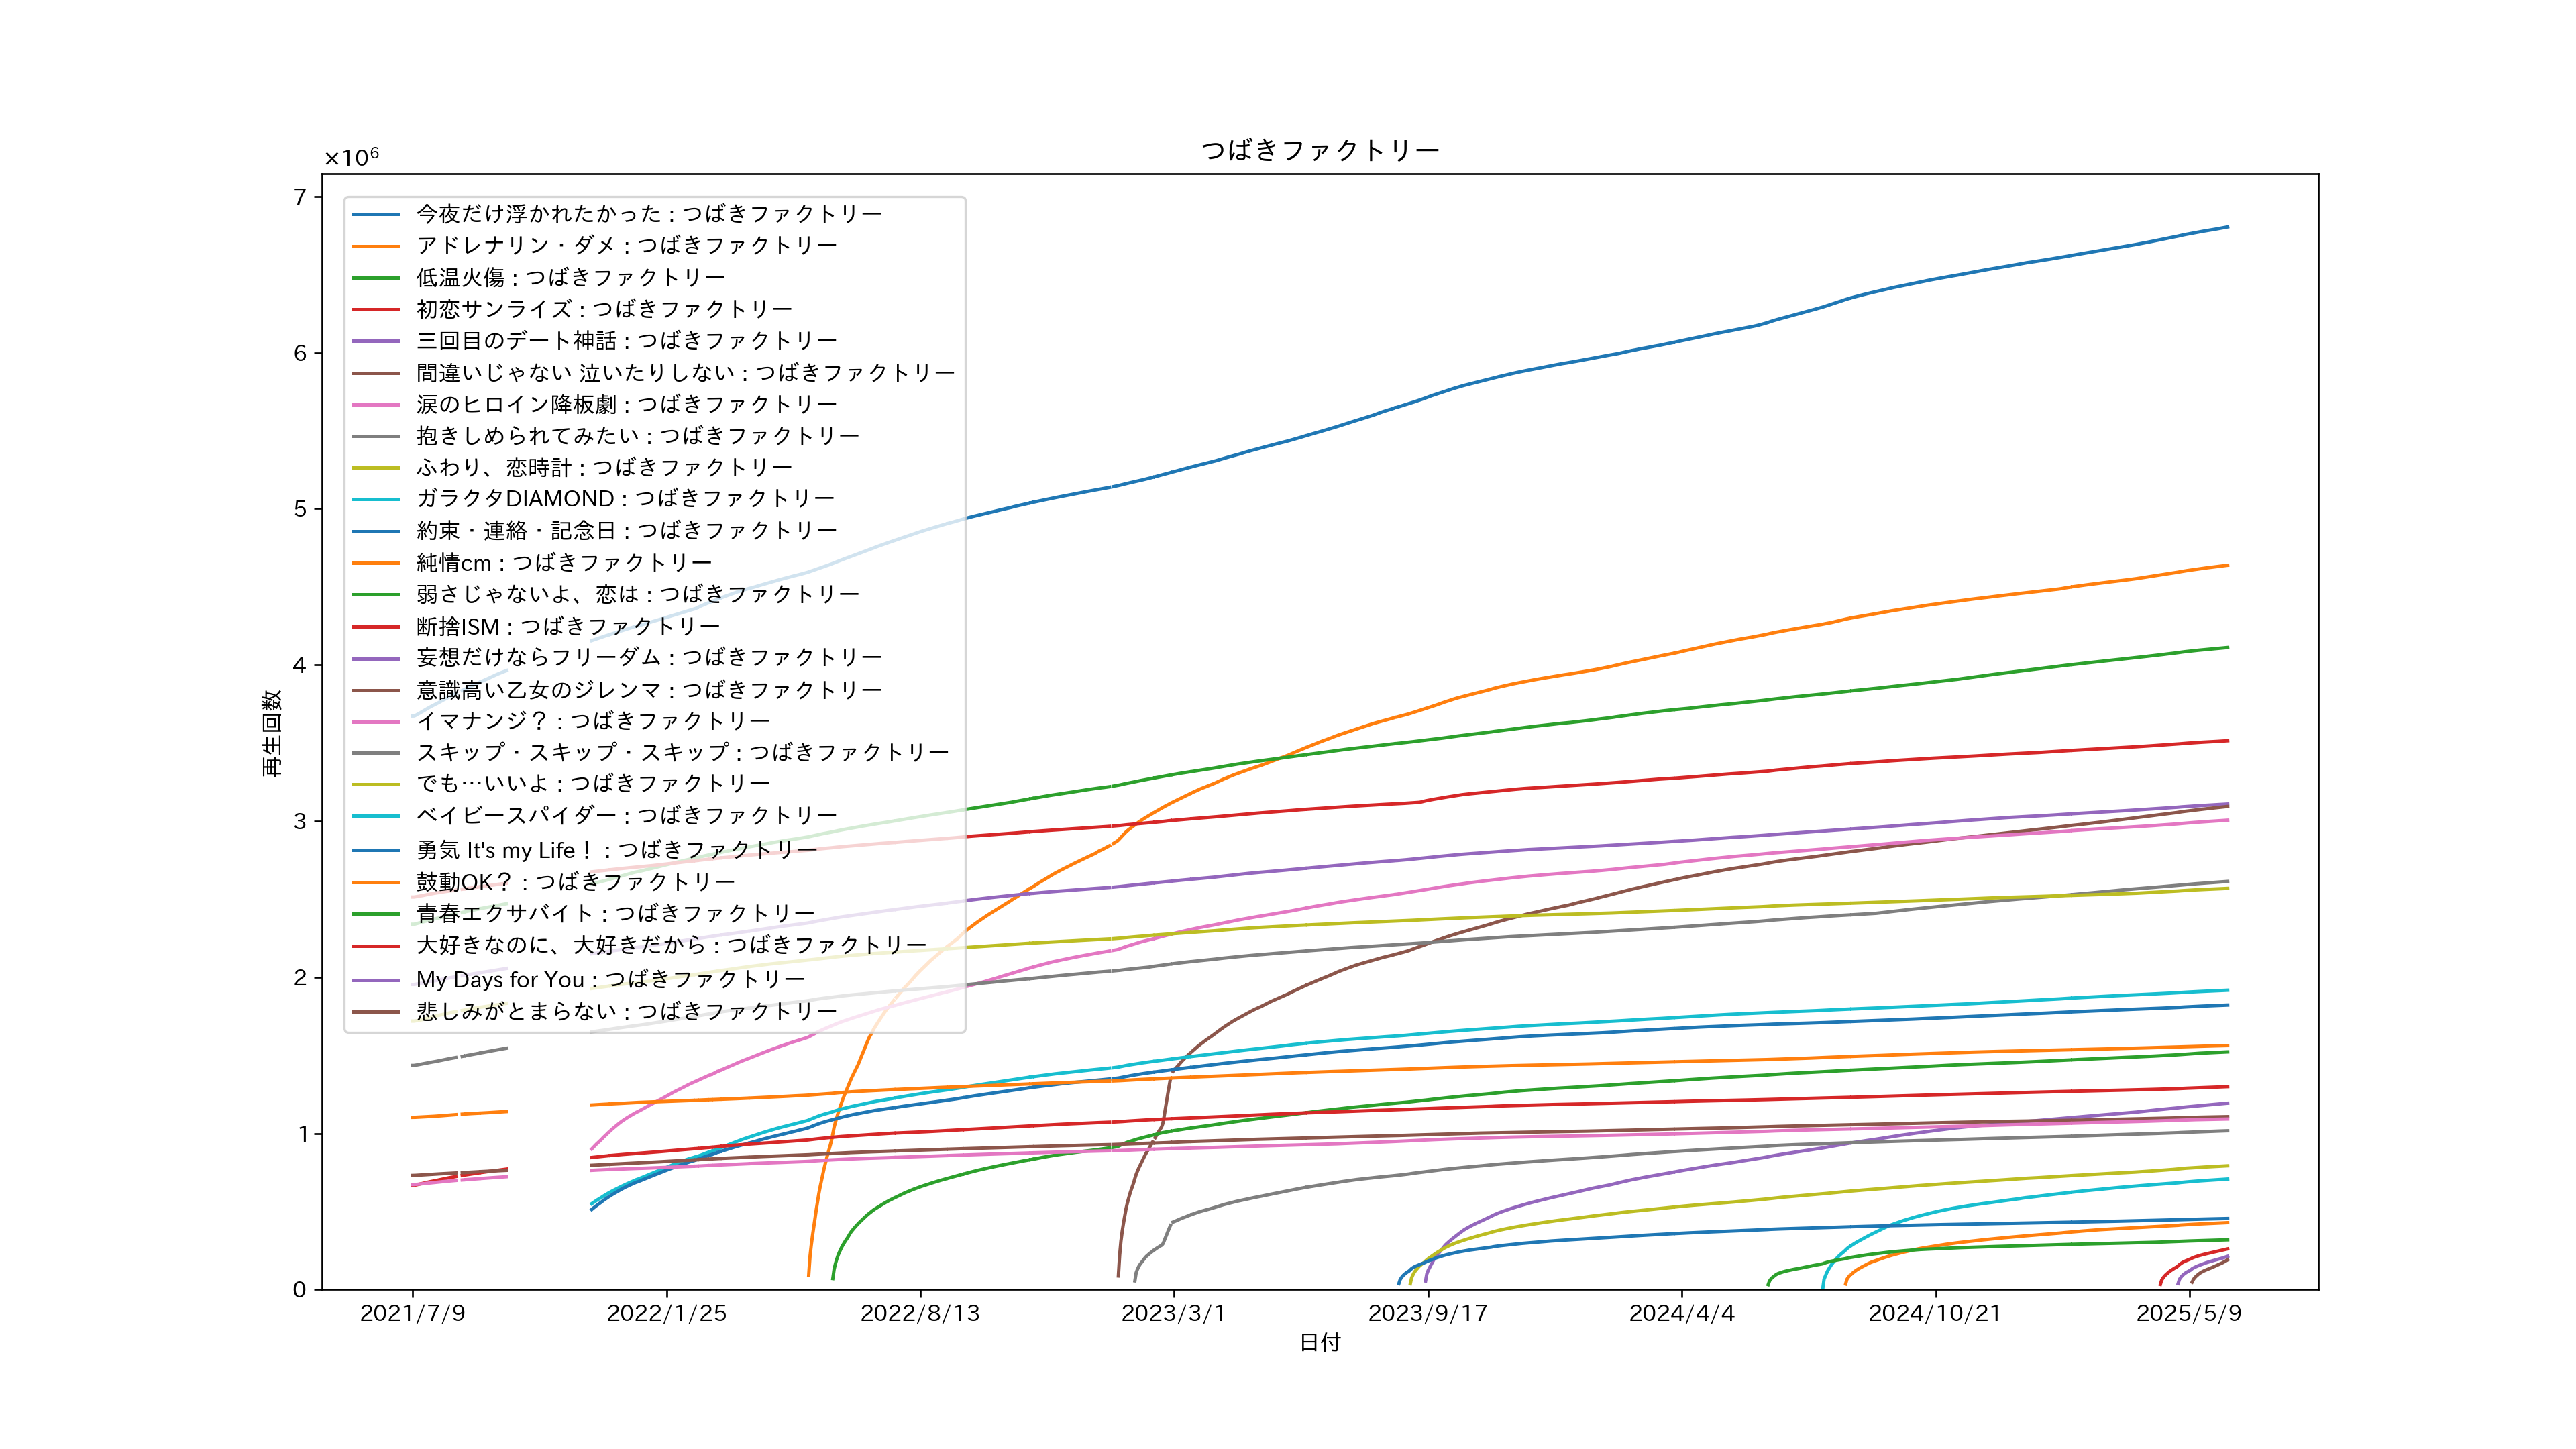 つばきファクトリー
×10⁶
7
6
5
4
3
2
1
0
再生回数
今夜だけ浮かれたかった : つばきファクトリー
アドレナリン・ダメ : つばきファクトリー
低温火傷 : つばきファクトリー
初恋サンライズ : つばきファクトリー
三回目のデート神話 : つばきファクトリー
間違いじゃない 泣いたりしない : つばきファクトリー
涙のヒロイン降板劇 : つばきファクトリー
抱きしめられてみたい : つばきファクトリー
ふわり、恋時計 : つばきファクトリー
ガラクタDIAMOND : つばきファクトリー
約束・連絡・記念日 : つばきファクトリー
純情cm : つばきファクトリー
弱さじゃないよ、恋は : つばきファクトリー
断捨ISM : つばきファクトリー
妄想だけならフリーダム : つばきファクトリー
意識高い乙女のジレンマ : つばきファクトリー
イマナンジ？ : つばきファクトリー
スキップ・スキップ・スキップ : つばきファクトリー
でも…いいよ : つばきファクトリー
ベイビースパイダー : つばきファクトリー
勇気 It's my Life！ : つばきファクトリー
鼓動OK？ : つばきファクトリー
青春エクサバイト : つばきファクトリー
大好きなのに、大好きだから : つばきファクトリー
My Days for You : つばきファクトリー
悲しみがとまらない : つばきファクトリー
2021/7/9
2022/1/25
2022/8/13
2023/3/1
2023/9/17
2024/4/4
2024/10/21
2025/5/9
日付